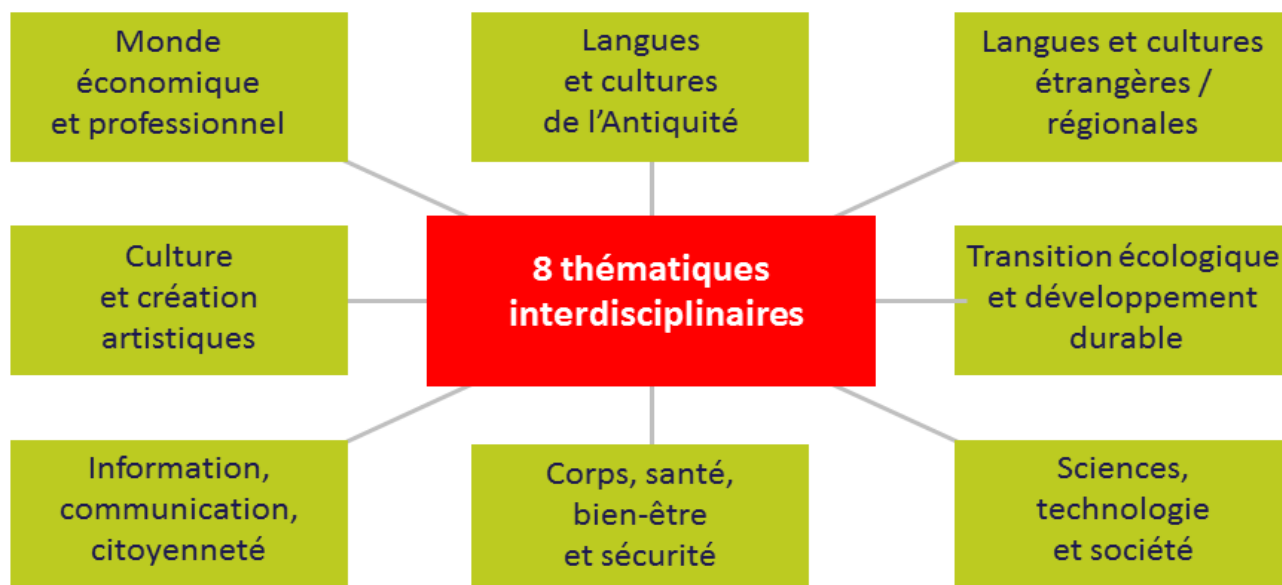 Monde
économique
et professionnel
Langues
et cultures
de l'Antiquité
Langues et cultures
étrangères /
régionales
Culture
et création
artistiques
8 thématiques
interdisciplinaires
Transition écologique
et développement
durable
Information,
communication,
citoyenneté
Corps, santé,
bien-être
et sécurité
Sciences,
technologie
et société